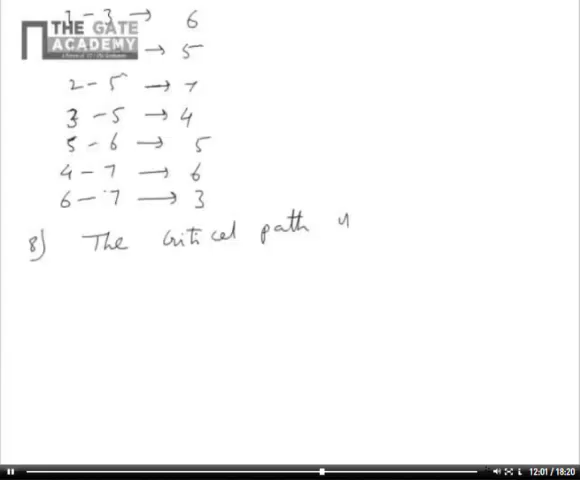 1 - 3 → 6
THE GATE
ACADEMY
→ 5
2 - 5 → 7
3 - 5 → 4
5 - 6 → 5
4 - 7 → 6
6 - 7 → 3
8) The critical path
12:01 / 18:20